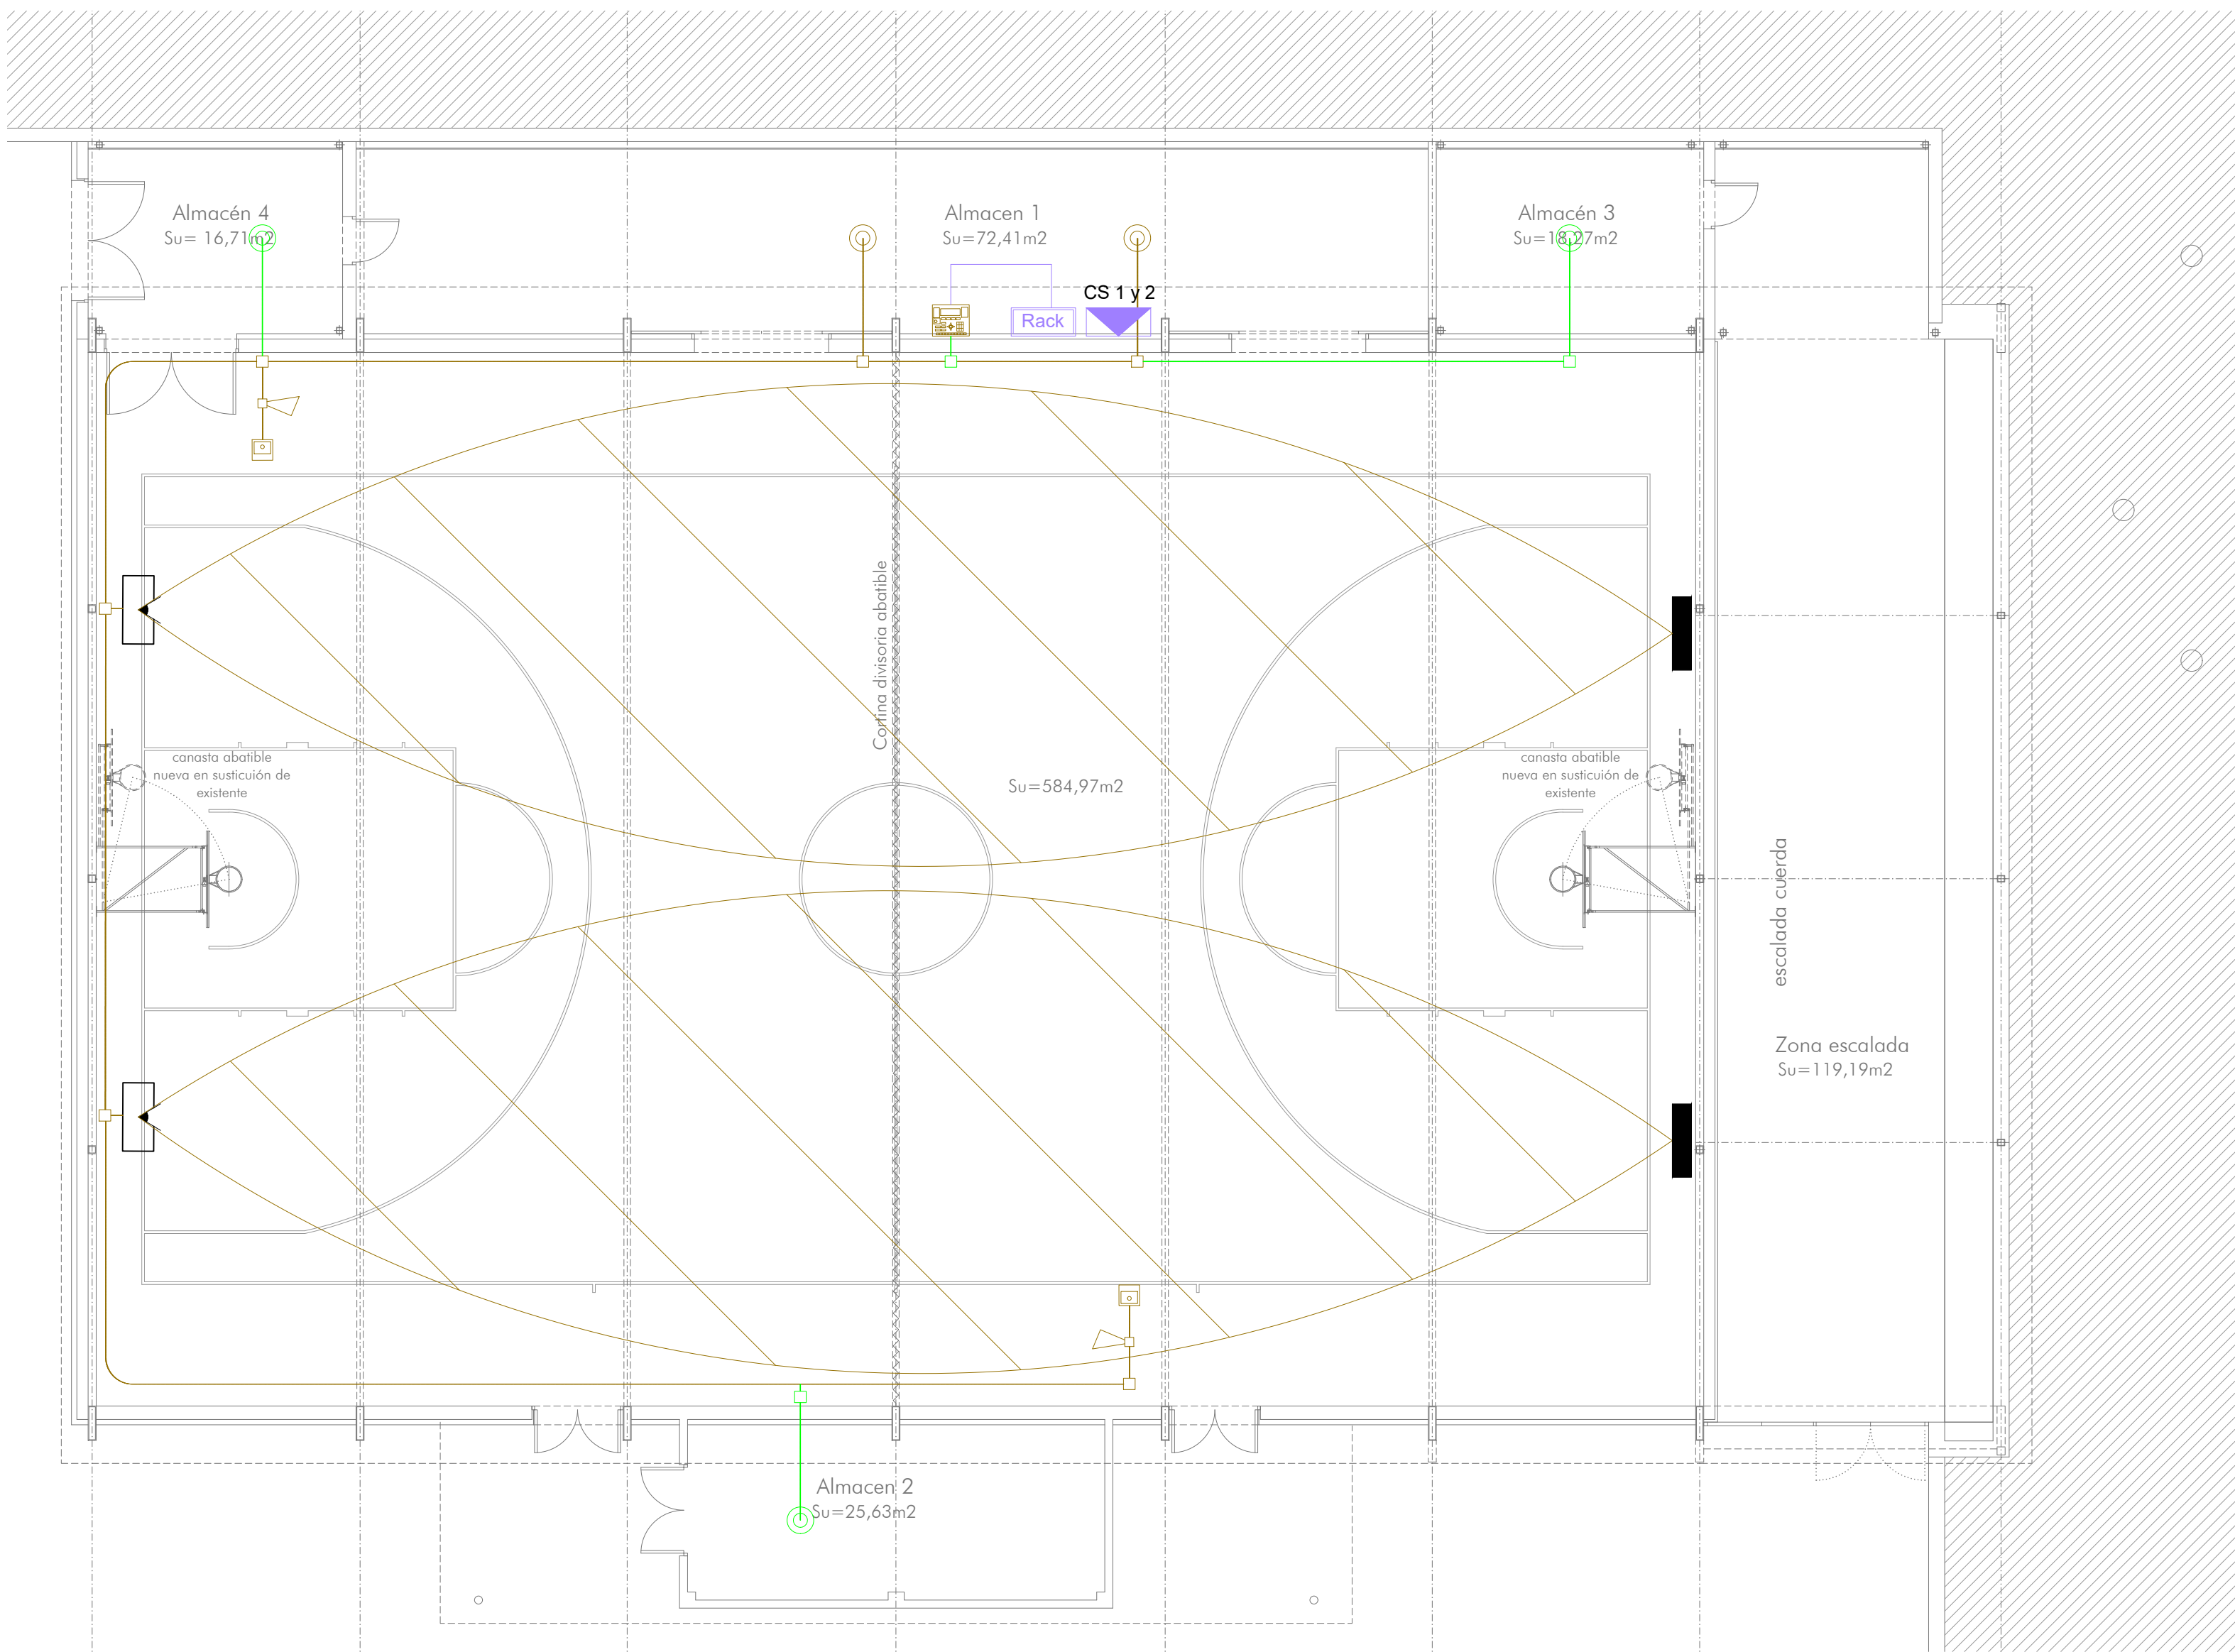 Almacén 4
Su= 16,71m2
Almacen 1
Su=72,41m2
Almacén 3
Su=18,27m2
CS 1 y 2
Rack
Cortina divisoria abatible
canasta abatible
nueva en susticuión de
existente
Su=584,97m2
canasta abatible
nueva en susticuión de
existente
escalada cuerda
Zona escalada
Su=119,19m2
Almacen 2
Su=25,63m2